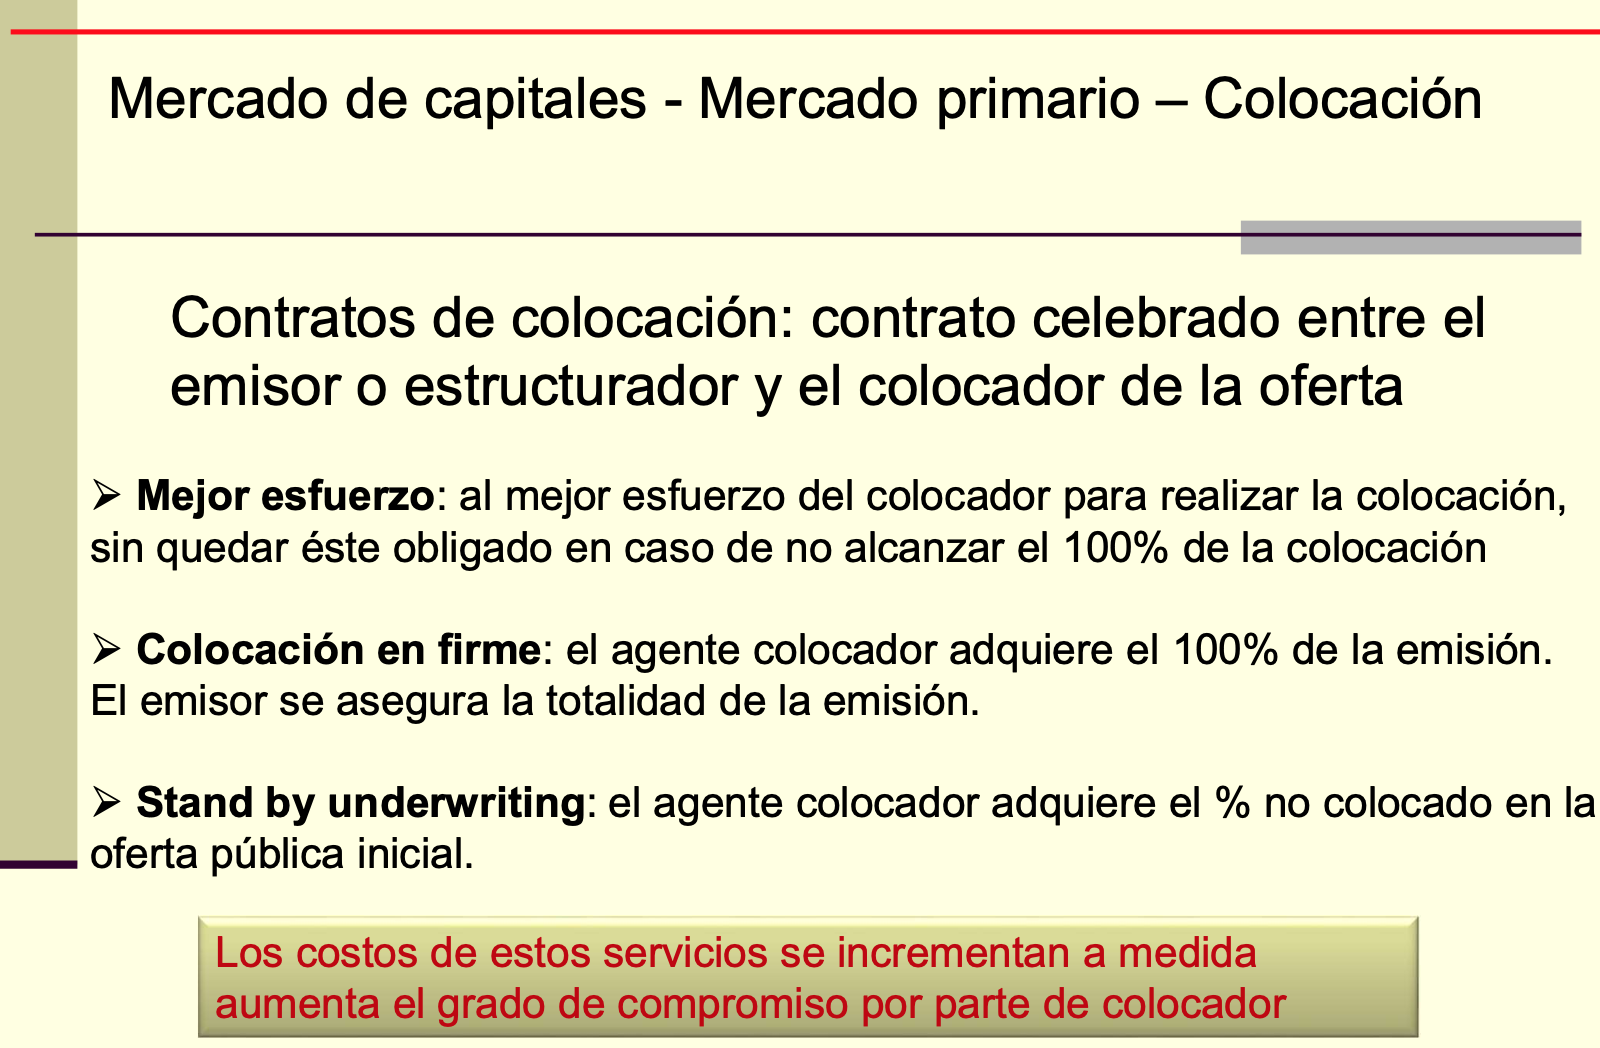 Mercado de capitales - Mercado primario – Colocación
Contratos de colocación: contrato celebrado entre el
emisor o estructurador y el colocador de la oferta
➢ Mejor esfuerzo: al mejor esfuerzo del colocador para realizar la colocación,
sin quedar éste obligado en caso de no alcanzar el 100% de la colocación
➢ Colocación en firme: el agente colocador adquiere el 100% de la emisión.
El emisor se asegura la totalidad de la emisión.
➢ Stand by underwriting: el agente colocador adquiere el % no colocado en la
oferta pública inicial.
Los costos de estos servicios se incrementan a medida
aumenta el grado de compromiso por parte de colocador